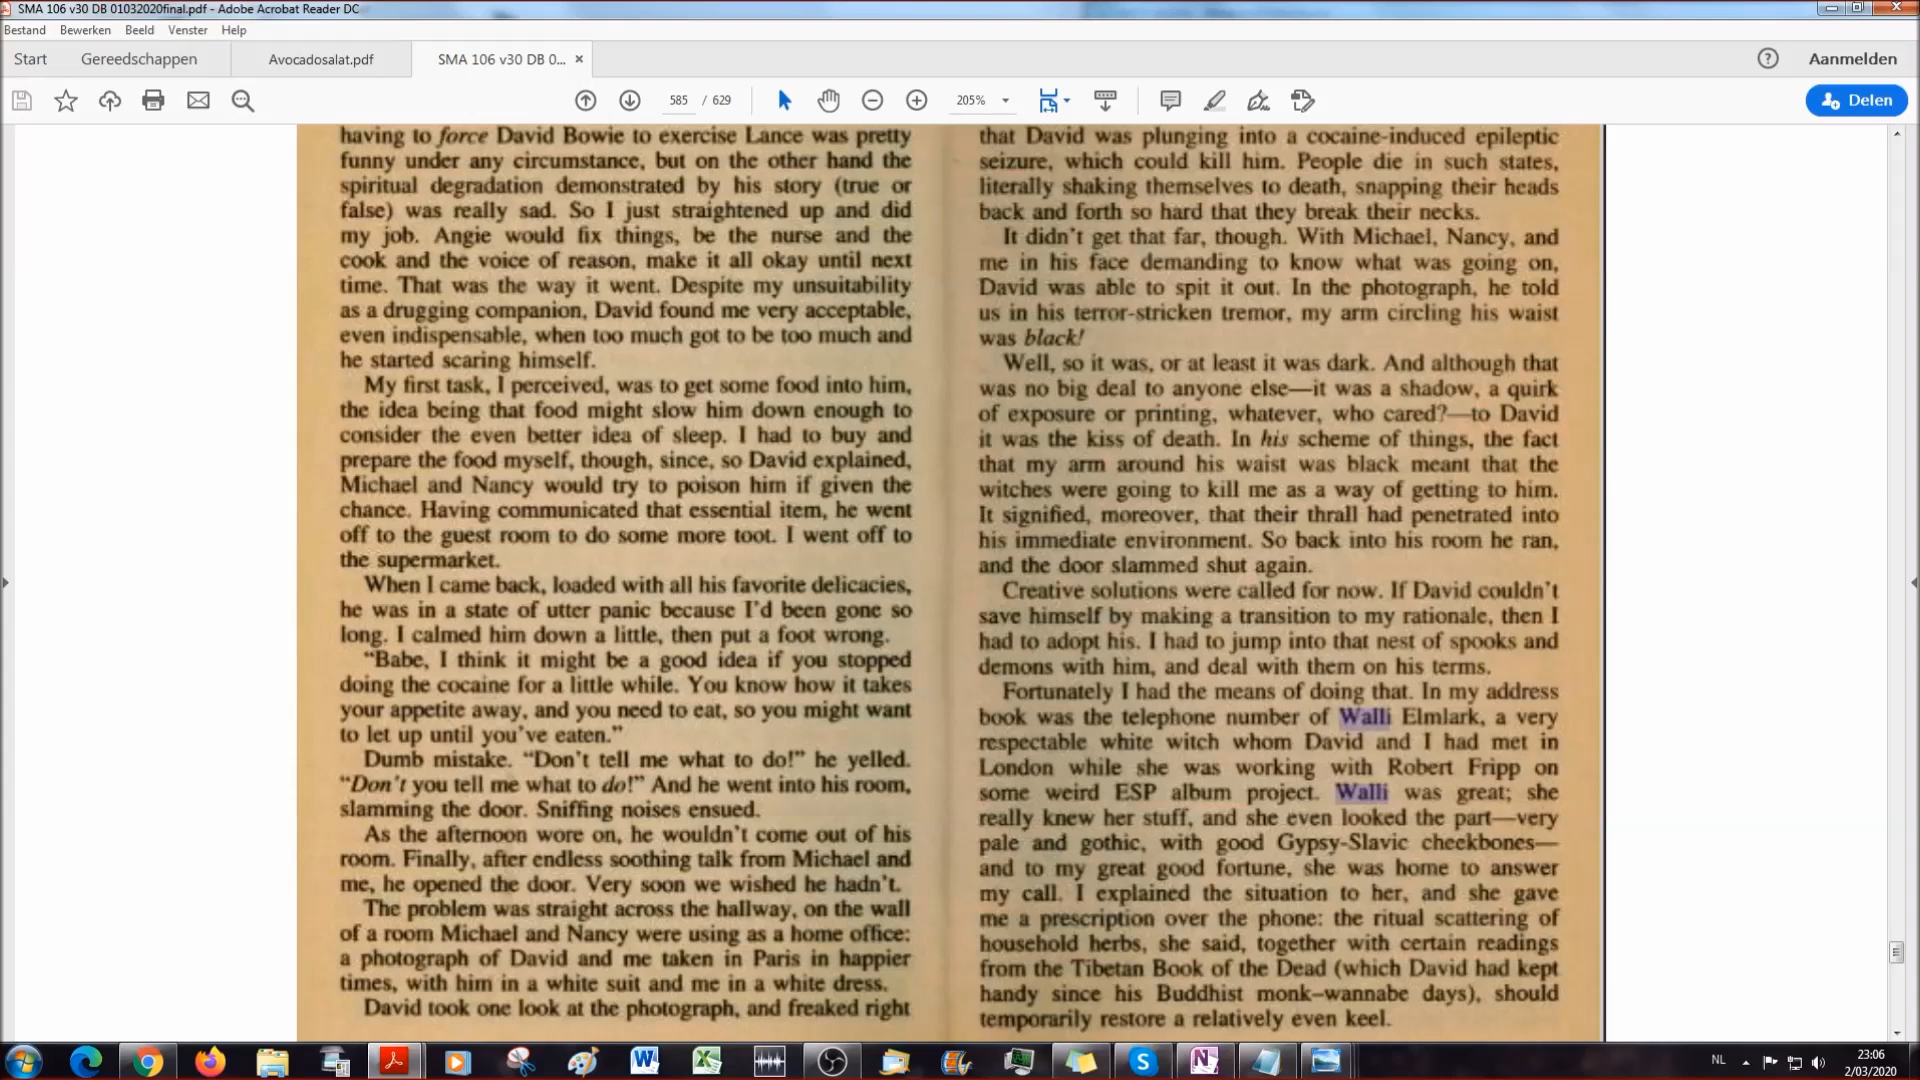 SMA 106 v30 DB 01032020final.pdf - Adobe Acrobat Reader DC
Bestand Bewerken Beeld Venster Help
Start Gereedschappen Avocadosalat.pdf SMA 106 v30 DB 0... × Aanmelden
585 / 629 205% Delen
having to force David Bowie to exercise Lance was pretty
funny under any circumstance, but on the other hand the
spiritual degradation demonstrated by his story (true or
false) was really sad. So I just straightened up and did
my job. Angie would fix things, be the nurse and the
cook and the voice of reason, make it all okay until next
time. That was the way it went. Despite my unsuitability
as a drugging companion, David found me very acceptable,
even indispensable, when too much got to be too much and
he started scaring himself.
My first task, I perceived, was to get some food into him,
the idea being that food might slow him down enough to
consider the even better idea of sleep. I had to buy and
prepare the food myself, though, since, so David explained,
Michael and Nancy would try to poison him if given the
chance. Having communicated that essential item, he went
off to the guest room to do some more toot. I went off to
the supermarket.
When I came back, loaded with all his favorite delicacies,
he was in a state of utter panic because I'd been gone so
long. I calmed him down a little, then put a foot wrong.
“Babe, I think it might be a good idea if you stopped
doing the cocaine for a little while. You know how it takes
your appetite away, and you need to eat, so you might want
to let up until you've eaten.”
Dumb mistake. “Don't tell me what to do!” he yelled.
“Don't you tell me what to do!” And he went into his room,
slamming the door. Sniffing noises ensued.
As the afternoon wore on, he wouldn't come out of his
room. Finally, after endless soothing talk from Michael and
me, he opened the door. Very soon we wished he hadn't.
The problem was straight across the hallway, on the wall
of a room Michael and Nancy were using as a home office:
a photograph of David and me taken in Paris in happier
times, with him in a white suit and me in a white dress.
David took one look at the photograph, and freaked right
that David was plunging into a cocaine-induced epileptic
seizure, which could kill him. People die in such states,
literally shaking themselves to death, snapping their heads
back and forth so hard that they break their necks.
It didn't get that far, though. With Michael, Nancy, and
me in his face demanding to know what was going on,
David was able to spit it out. In the photograph, he told
us in his terror-stricken tremor, my arm circling his waist
was black!
Well, so it was, or at least it was dark. And although that
was no big deal to anyone else—it was a shadow, a quirk
of exposure or printing, whatever, who cared?—to David
it was the kiss of death. In his scheme of things, the fact
that my arm around his waist was black meant that the
witches were going to kill me as a way of getting to him.
It signified, moreover, that their thrall had penetrated into
his immediate environment. So back into his room he ran,
and the door slammed shut again.
Creative solutions were called for now. If David couldn't
save himself by making a transition to my rationale, then I
had to adopt his. I had to jump into that nest of spooks and
demons with him, and deal with them on his terms.
Fortunately I had the means of doing that. In my address
book was the telephone number of Walli Elmlark, a very
respectable white witch whom David and I had met in
London while she was working with Robert Fripp on
some weird ESP album project. Walli was great; she
really knew her stuff, and she even looked the part—very
pale and gothic, with good Gypsy-Slavic cheekbones—
and to my great good fortune, she was home to answer
my call. I explained the situation to her, and she gave
me a prescription over the phone: the ritual scattering of
household herbs, she said, together with certain readings
from the Tibetan Book of the Dead (which David had kept
handy since his Buddhist monk–wannabe days), should
temporarily restore a relatively even keel.
NL 23:06
2/03/2020